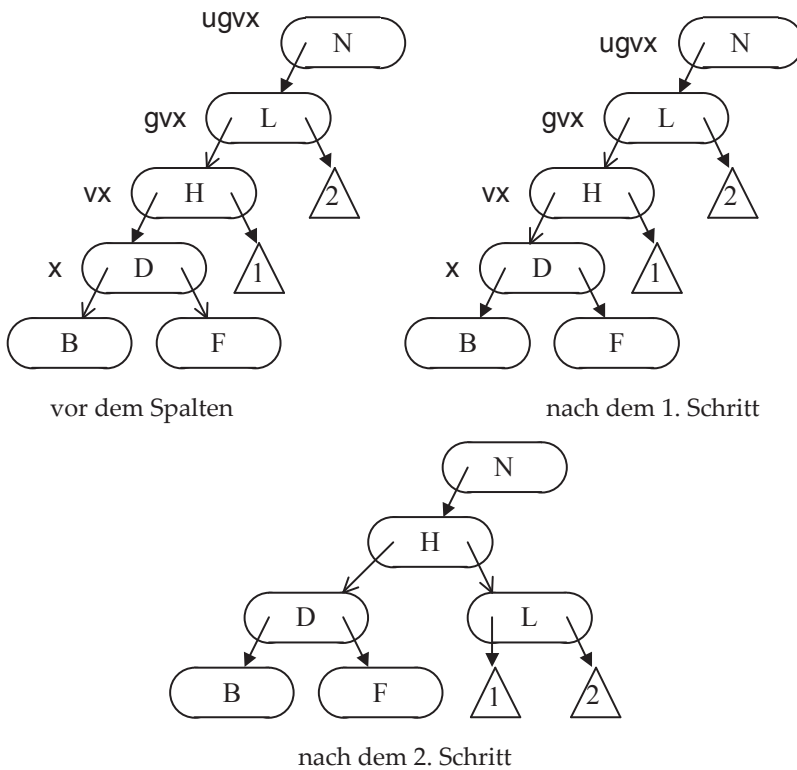 ugvx N
gvx L
vx H 2
x D 1
B F
vor dem Spalten
ugvx N
gvx L
vx H 2
x D 1
B F
nach dem 1. Schritt
N
H
D L
B F 1 2
nach dem 2. Schritt